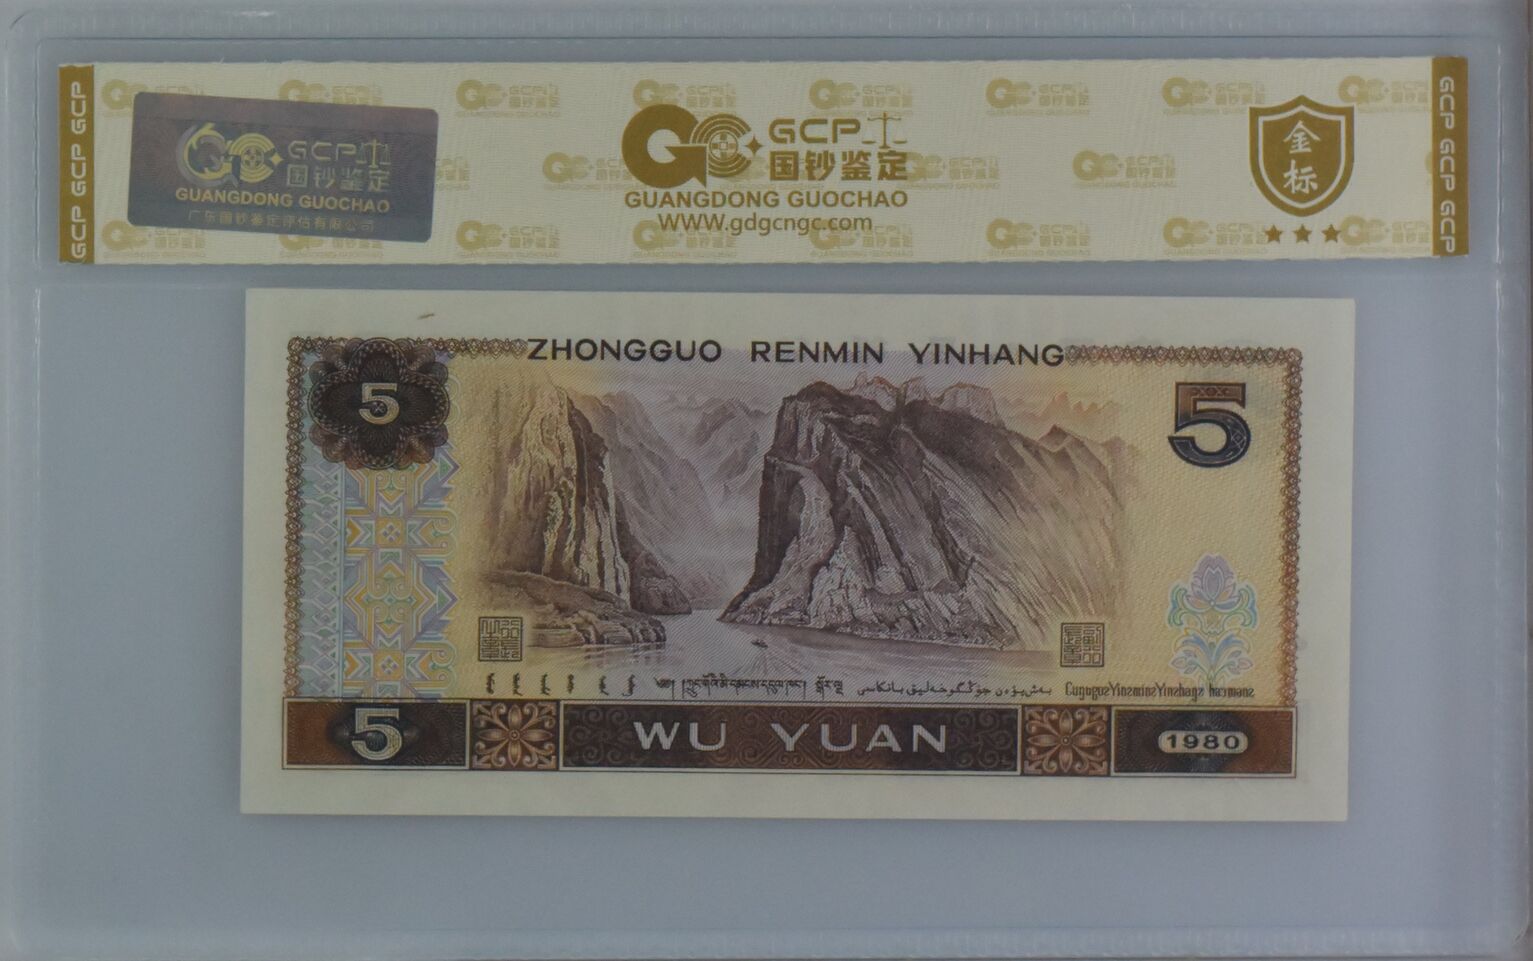 GCP GCP GCP
GCP
国钞鉴定
GUANGDONG GUOCHAO
广东国钞鉴定评估有限公司
GCP
国钞鉴定
GUANGDONG GUOCHAO
WWW.gdgcngc.com
金标
GCP GCP GCP
ZHONGGUO RENMIN YINHANG
5
5
5
WU YUAN
1980